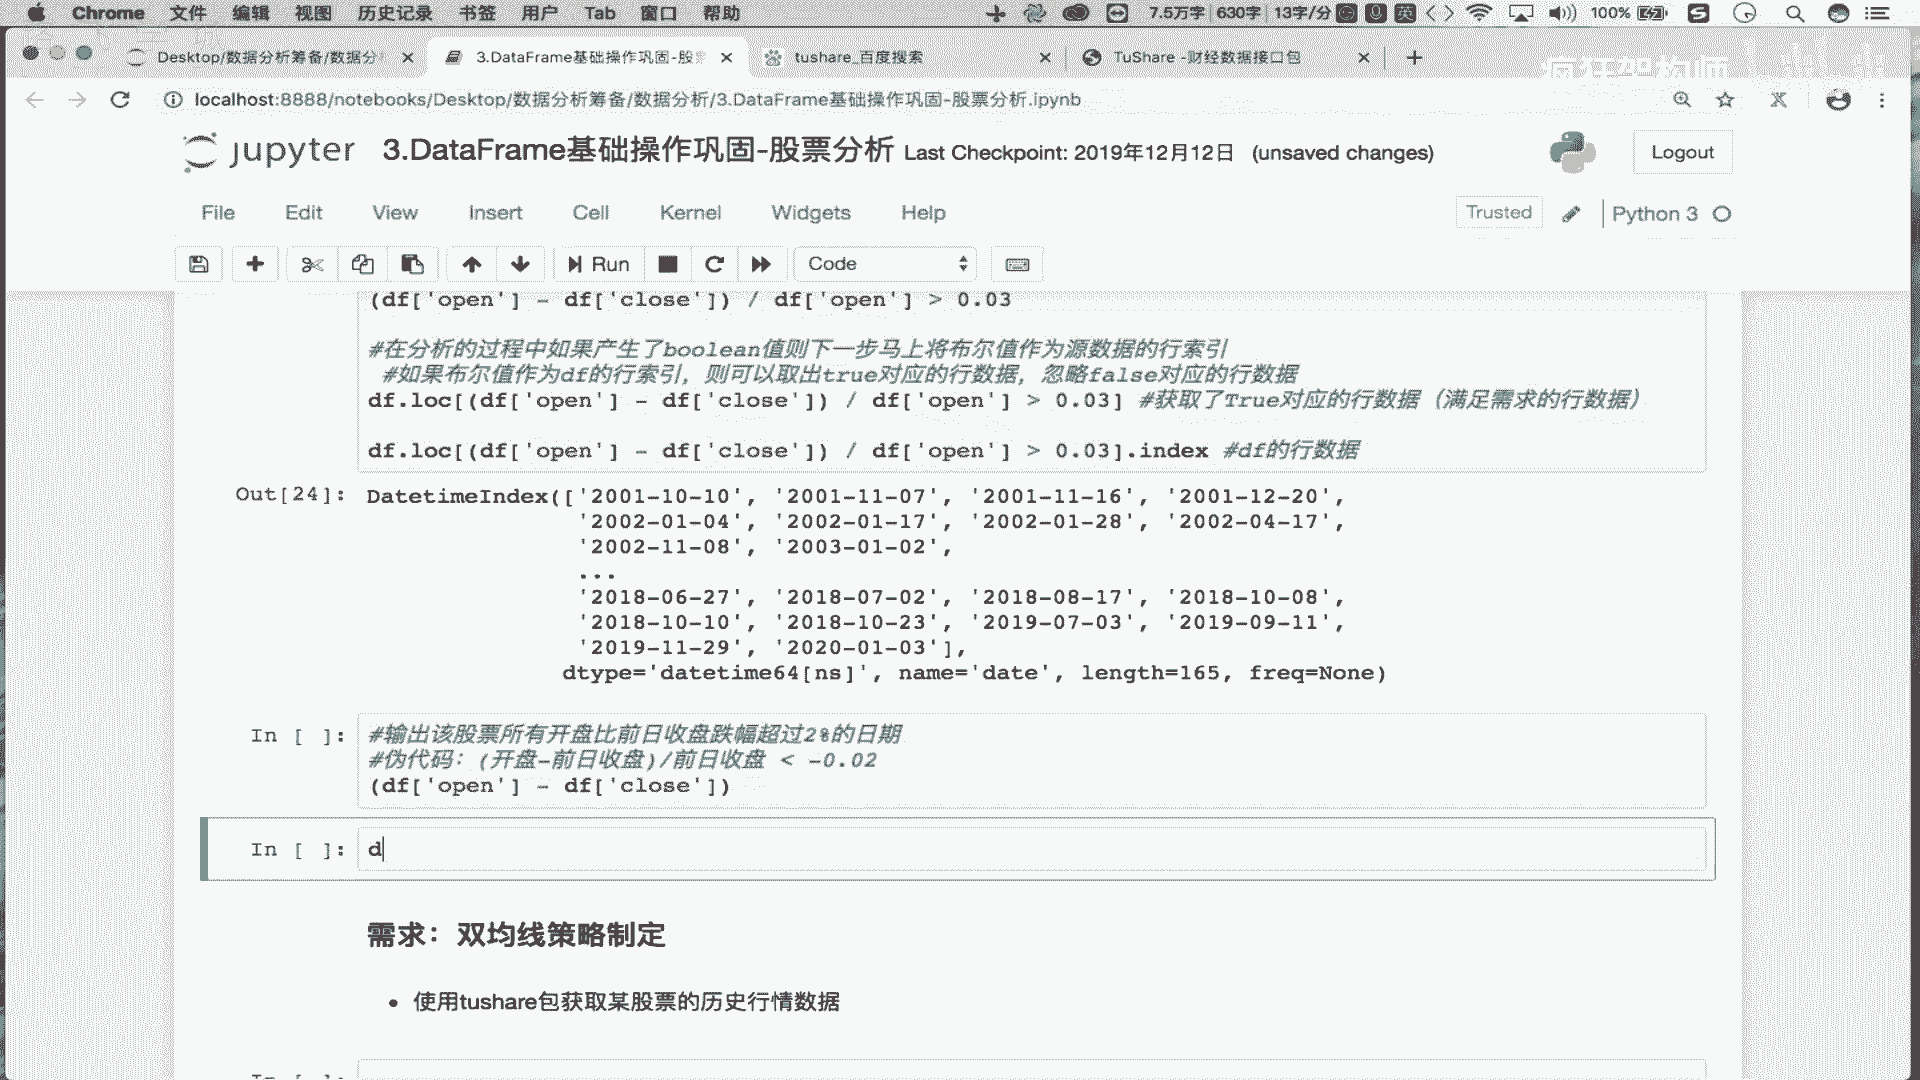 Chrome 文件 编辑 视图 历史记录 书签 用户 Tab 窗口 帮助 7.5万字 630字 13字/分 英 100%
Desktop/数据分析筹备/数据分析 3.DataFrame基础操作巩固-股票 tushare_百度搜索 TuShare -财经数据接口包
疯狂架构师
localhost:8888/notebooks/Desktop/数据分析筹备/数据分析/3.DataFrame基础操作巩固-股票分析.ipynb
jupyter 3.DataFrame基础操作巩固-股票分析 Last Checkpoint: 2019年12月12日 (unsaved changes) Logout
File Edit View Insert Cell Kernel Widgets Help Trusted Python 3
Run Code
(df['open'] - df['close']) / df['open'] > 0.03
#在分析的过程中如果产生了boolean值则下一步马上将布尔值作为源数据的行索引
#如果布尔值作为df的行索引，则可以取出true对应的行数据，忽略false对应的行数据
df.loc[(df['open'] - df['close']) / df['open'] > 0.03] #获取了True对应的行数据（满足需求的行数据）
df.loc[(df['open'] - df['close']) / df['open'] > 0.03].index #df的行数据
Out[24]: DatetimeIndex(['2001-10-10', '2001-11-07', '2001-11-16', '2001-12-20',
'2002-01-04', '2002-01-17', '2002-01-28', '2002-04-17',
'2002-11-08', '2003-01-02',
...
'2018-06-27', '2018-07-02', '2018-08-17', '2018-10-08',
'2018-10-10', '2018-10-23', '2019-07-03', '2019-09-11',
'2019-11-29', '2020-01-03'],
dtype='datetime64[ns]', name='date', length=165, freq=None)
In [ ]: #输出该股票所有开盘比前日收盘跌幅超过2%的日期
#伪代码：(开盘-前日收盘)/前日收盘 < -0.02
(df['open'] - df['close'])
In [ ]: d
需求：双均线策略制定
• 使用tushare包获取某股票的历史行情数据